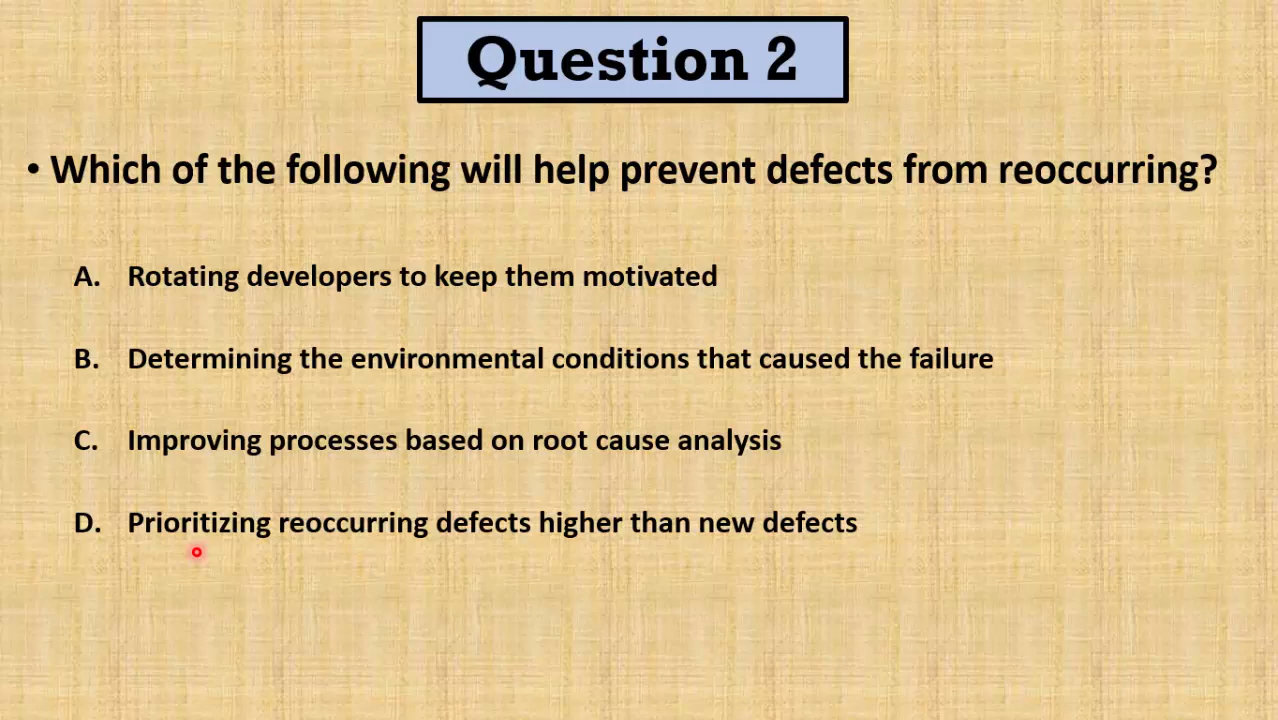 Question 2
• Which of the following will help prevent defects from reoccurring?
A. Rotating developers to keep them motivated
B. Determining the environmental conditions that caused the failure
C. Improving processes based on root cause analysis
D. Prioritizing reoccurring defects higher than new defects